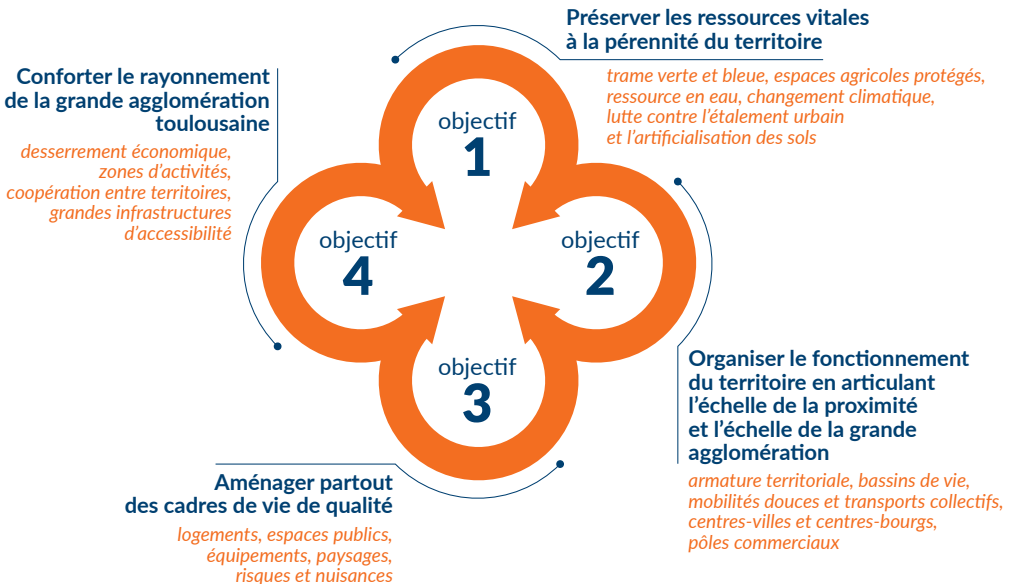 objectif
1
Préserver les ressources vitales
à la pérennité du territoire
trame verte et bleue, espaces agricoles protégés,
ressource en eau, changement climatique,
lutte contre l’étalement urbain
et l’artificialisation des sols
objectif
2
Organiser le fonctionnement
du territoire en articulant
l’échelle de la proximité
et l’échelle de la grande
agglomération
armature territoriale, bassins de vie,
mobilités douces et transports collectifs,
centres-villes et centres-bourgs,
pôles commerciaux
objectif
3
Aménager partout
des cadres de vie de qualité
logements, espaces publics,
équipements, paysages,
risques et nuisances
objectif
4
Conforter le rayonnement
de la grande agglomération
toulousaine
desserrement économique,
zones d’activités,
coopération entre territoires,
grandes infrastructures
d’accessibilité